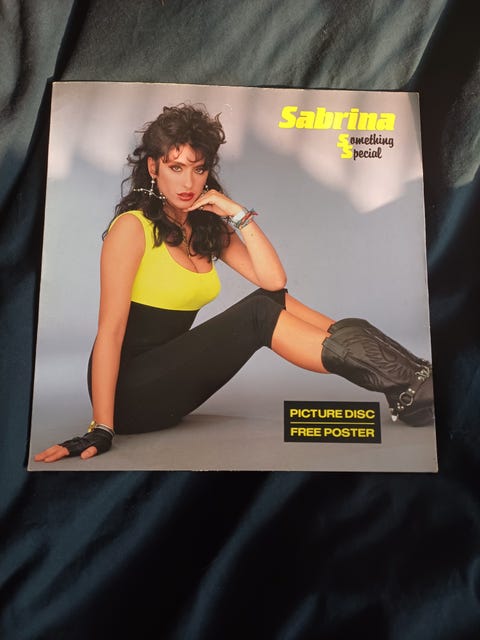 Sabrina
Something
Special
PICTURE DISC
FREE POSTER